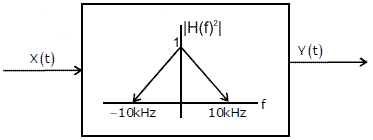 |H(f)²|
1
X(t)
Y(t)
−10kHz 10kHz f